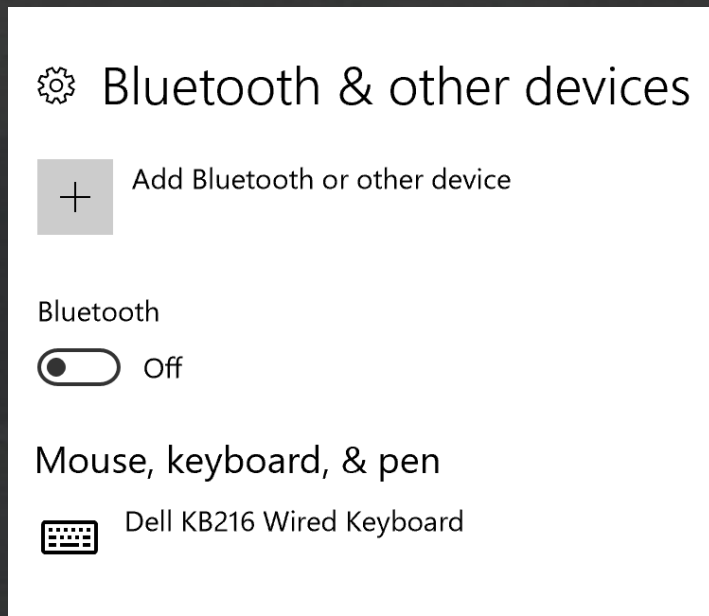 Bluetooth & other devices
Add Bluetooth or other device
Bluetooth
Off
Mouse, keyboard, & pen
Dell KB216 Wired Keyboard